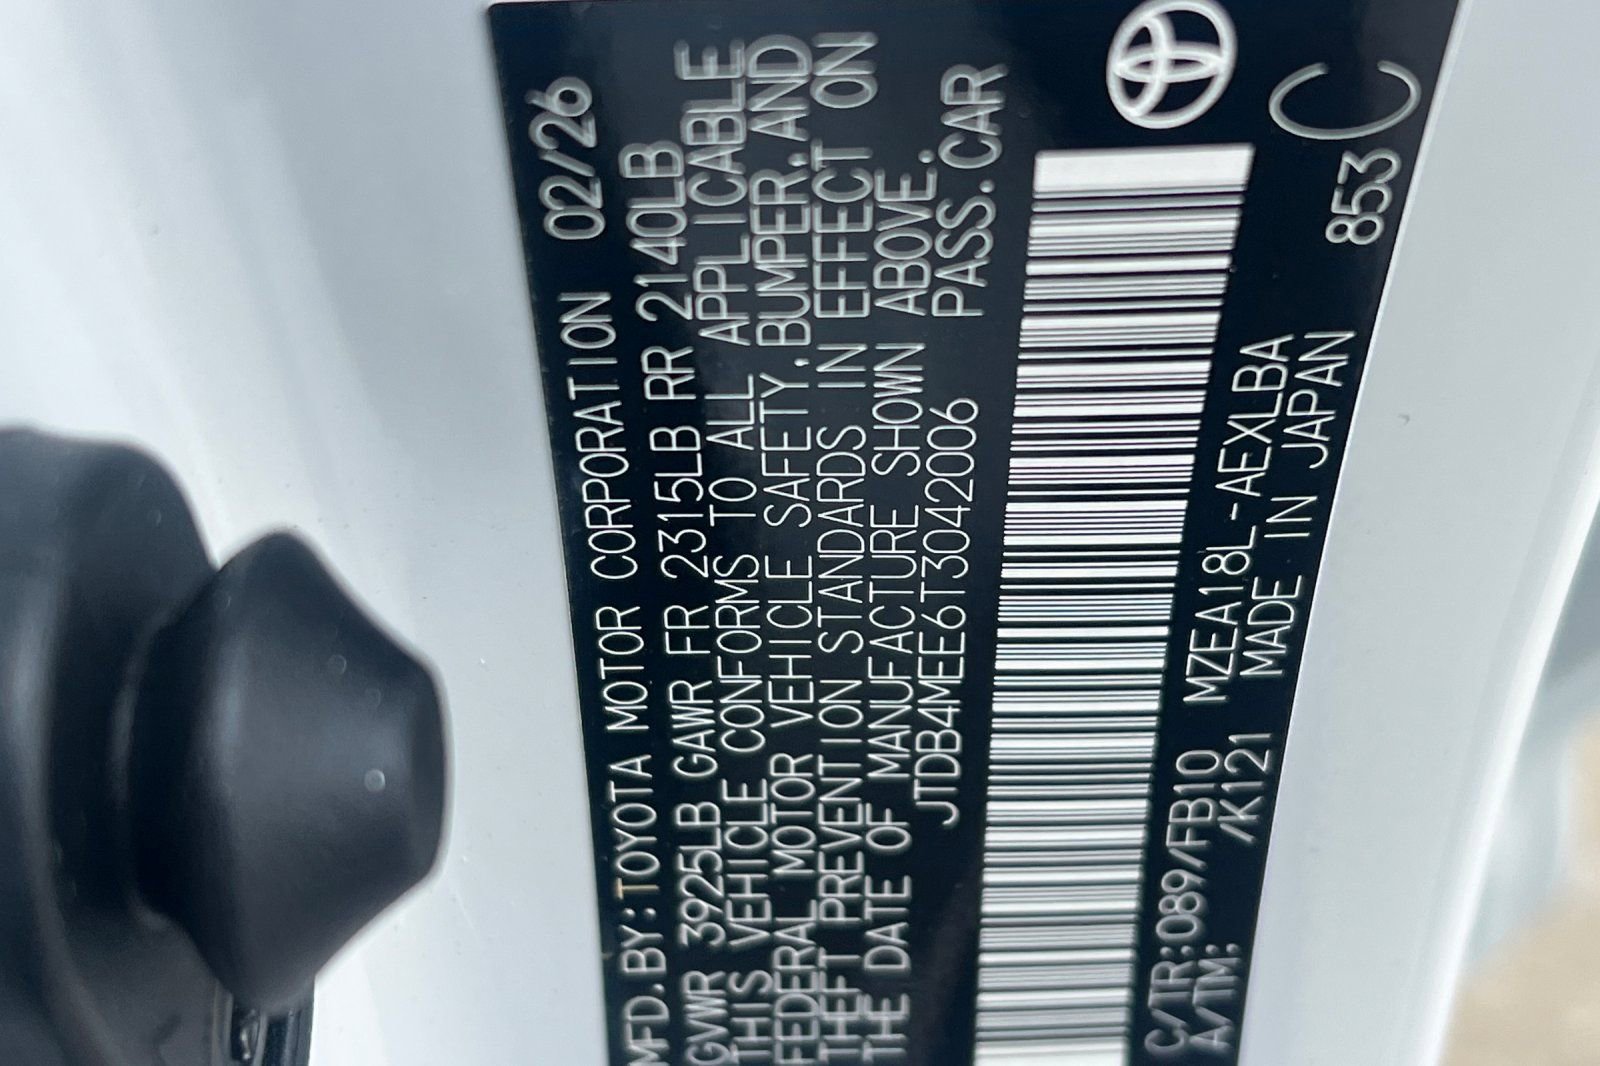 MFD.BY:TOYOTA MOTOR CORPORATION 02/26
GVWR 3925LB GAWR FR 2315LB RR 2140LB
THIS VEHICLE CONFORMS TO ALL APPLICABLE
FEDERAL MOTOR VEHICLE SAFETY,BUMPER,AND
THEFT PREVENTION STANDARDS IN EFFECT ON
THE DATE OF MANUFACTURE SHOWN ABOVE.
JTDB4MEE6T3042006 PASS.CAR
C/TR:089/FB10 MZEA18L-AEXLBA
A/TM: /K121 MADE IN JAPAN 853 C